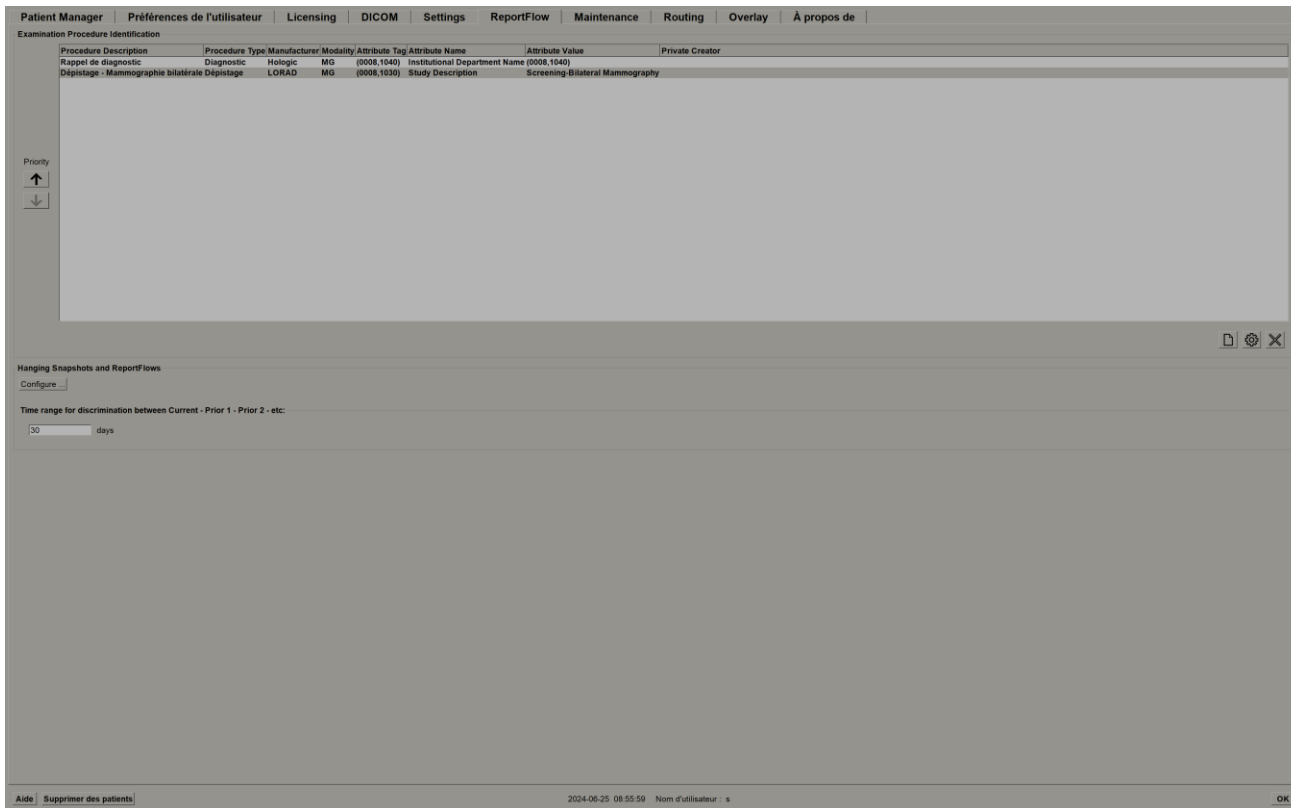 Patient Manager Préférences de l'utilisateur Licensing DICOM Settings ReportFlow Maintenance Routing Overlay À propos de
Examination Procedure Identification
Procedure Description Procedure Type Manufacturer Modality Attribute Tag Attribute Name Attribute Value Private Creator
Rappel de diagnostic Diagnostic Hologic MG (0008,1040) Institutional Department Name (0008,1040)
Dépistage - Mammographie bilatérale Dépistage LORAD MG (0008,1030) Study Description Screening-Bilateral Mammography
Priority
Hanging Snapshots and ReportFlows
Configure ...
Time range for discrimination between Current - Prior 1 - Prior 2 - etc:
30 days
Aide Supprimer des patients 2024-06-25 08:55:59 Nom d'utilisateur : s OK